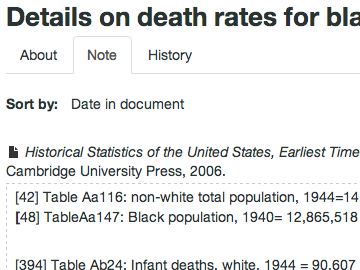 Details on death rates for bla
About Note History
Sort by: Date in document
Historical Statistics of the United States, Earliest Time
Cambridge University Press, 2006.
[42] Table Aa116: non-white total population, 1944=14
[48] TableAa147: Black population, 1940= 12,865,518
[394] Table Ab24: Infant deaths, white, 1944 = 90,607